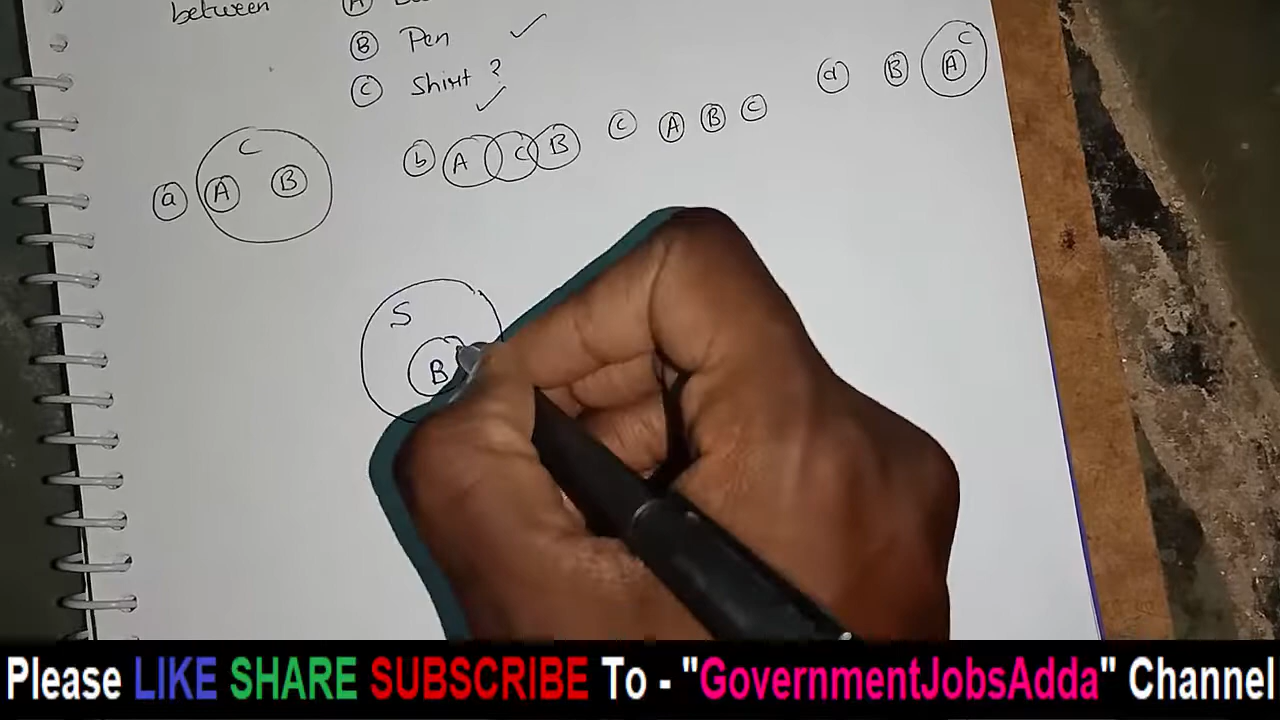 between
A
B Pen
C Shirt ?
a C A B
b A C B
C A B C
d B C A
S
B
Please LIKE SHARE SUBSCRIBE To - "GovernmentJobsAdda" Channel